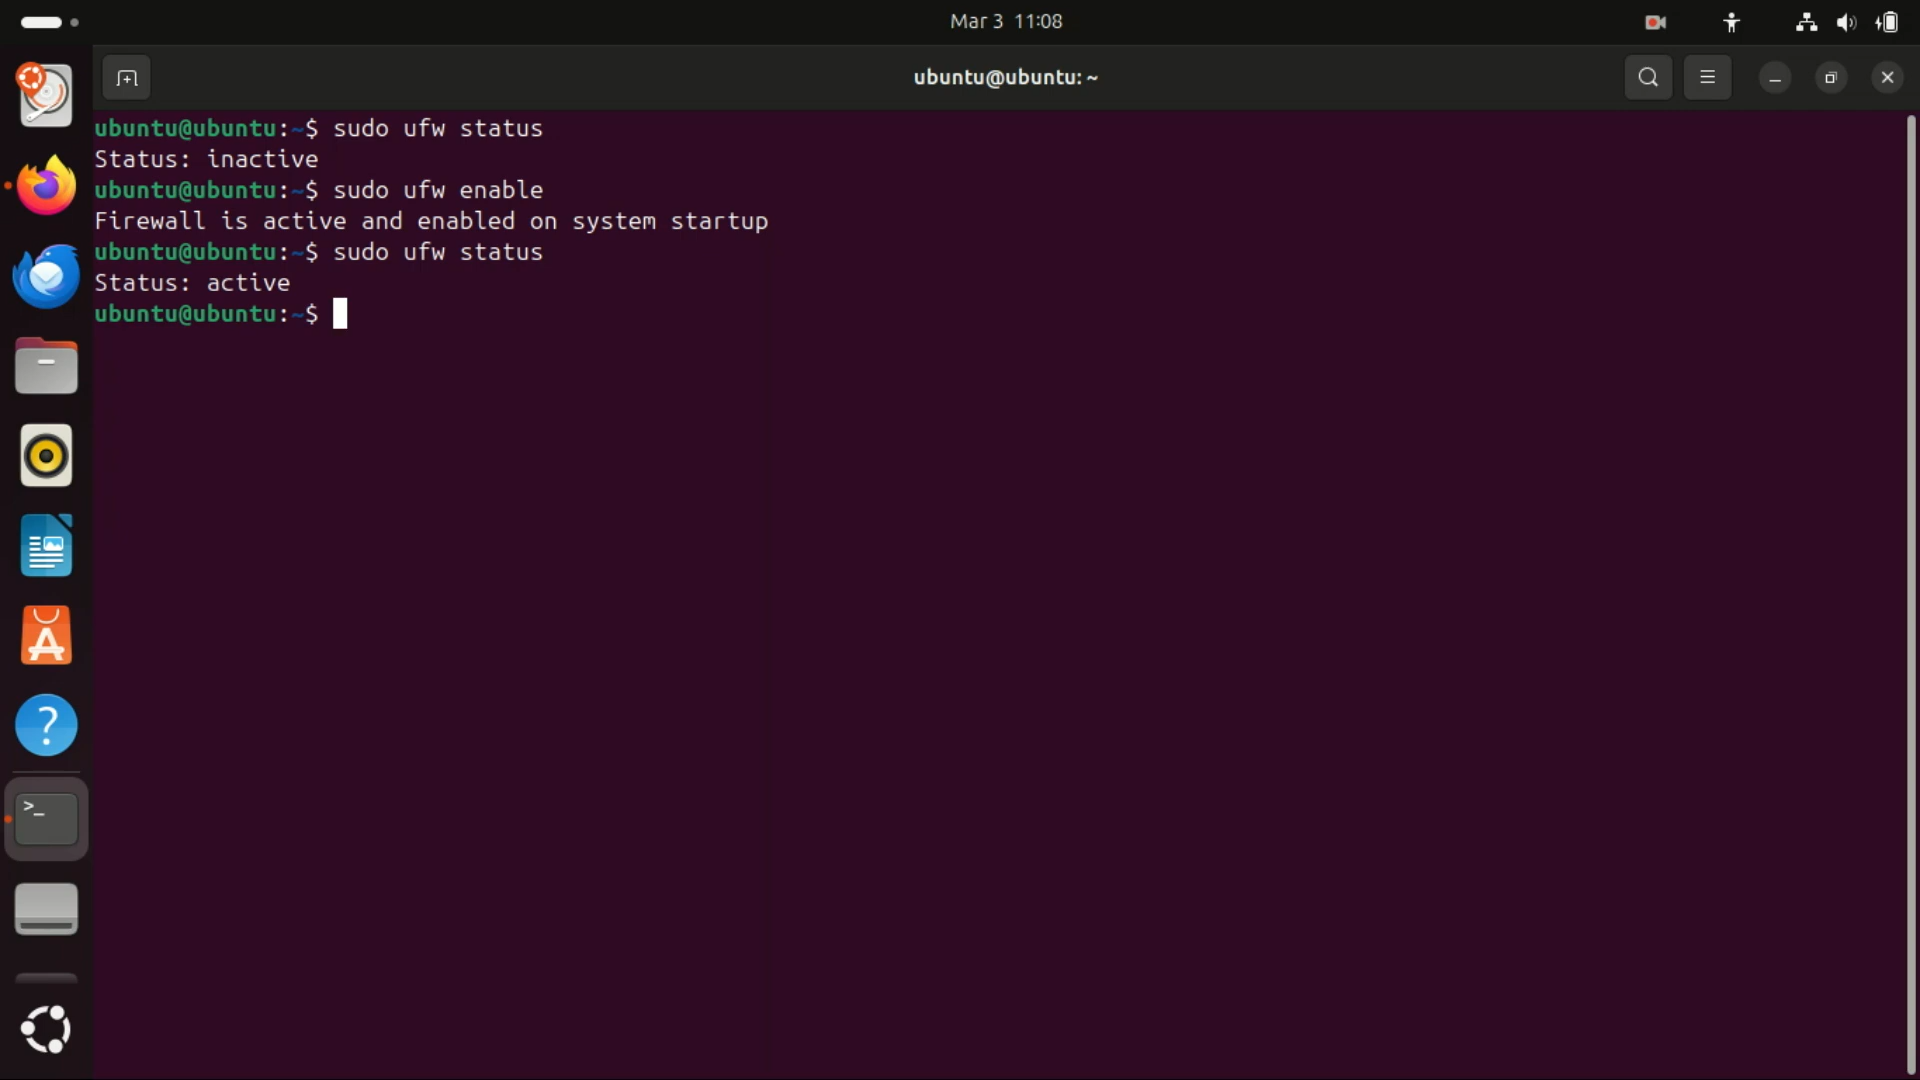 Mar 3 11:08
ubuntu@ubuntu: ~
ubuntu@ubuntu:~$ sudo ufw status
Status: inactive
ubuntu@ubuntu:~$ sudo ufw enable
Firewall is active and enabled on system startup
ubuntu@ubuntu:~$ sudo ufw status
Status: active
ubuntu@ubuntu:~$